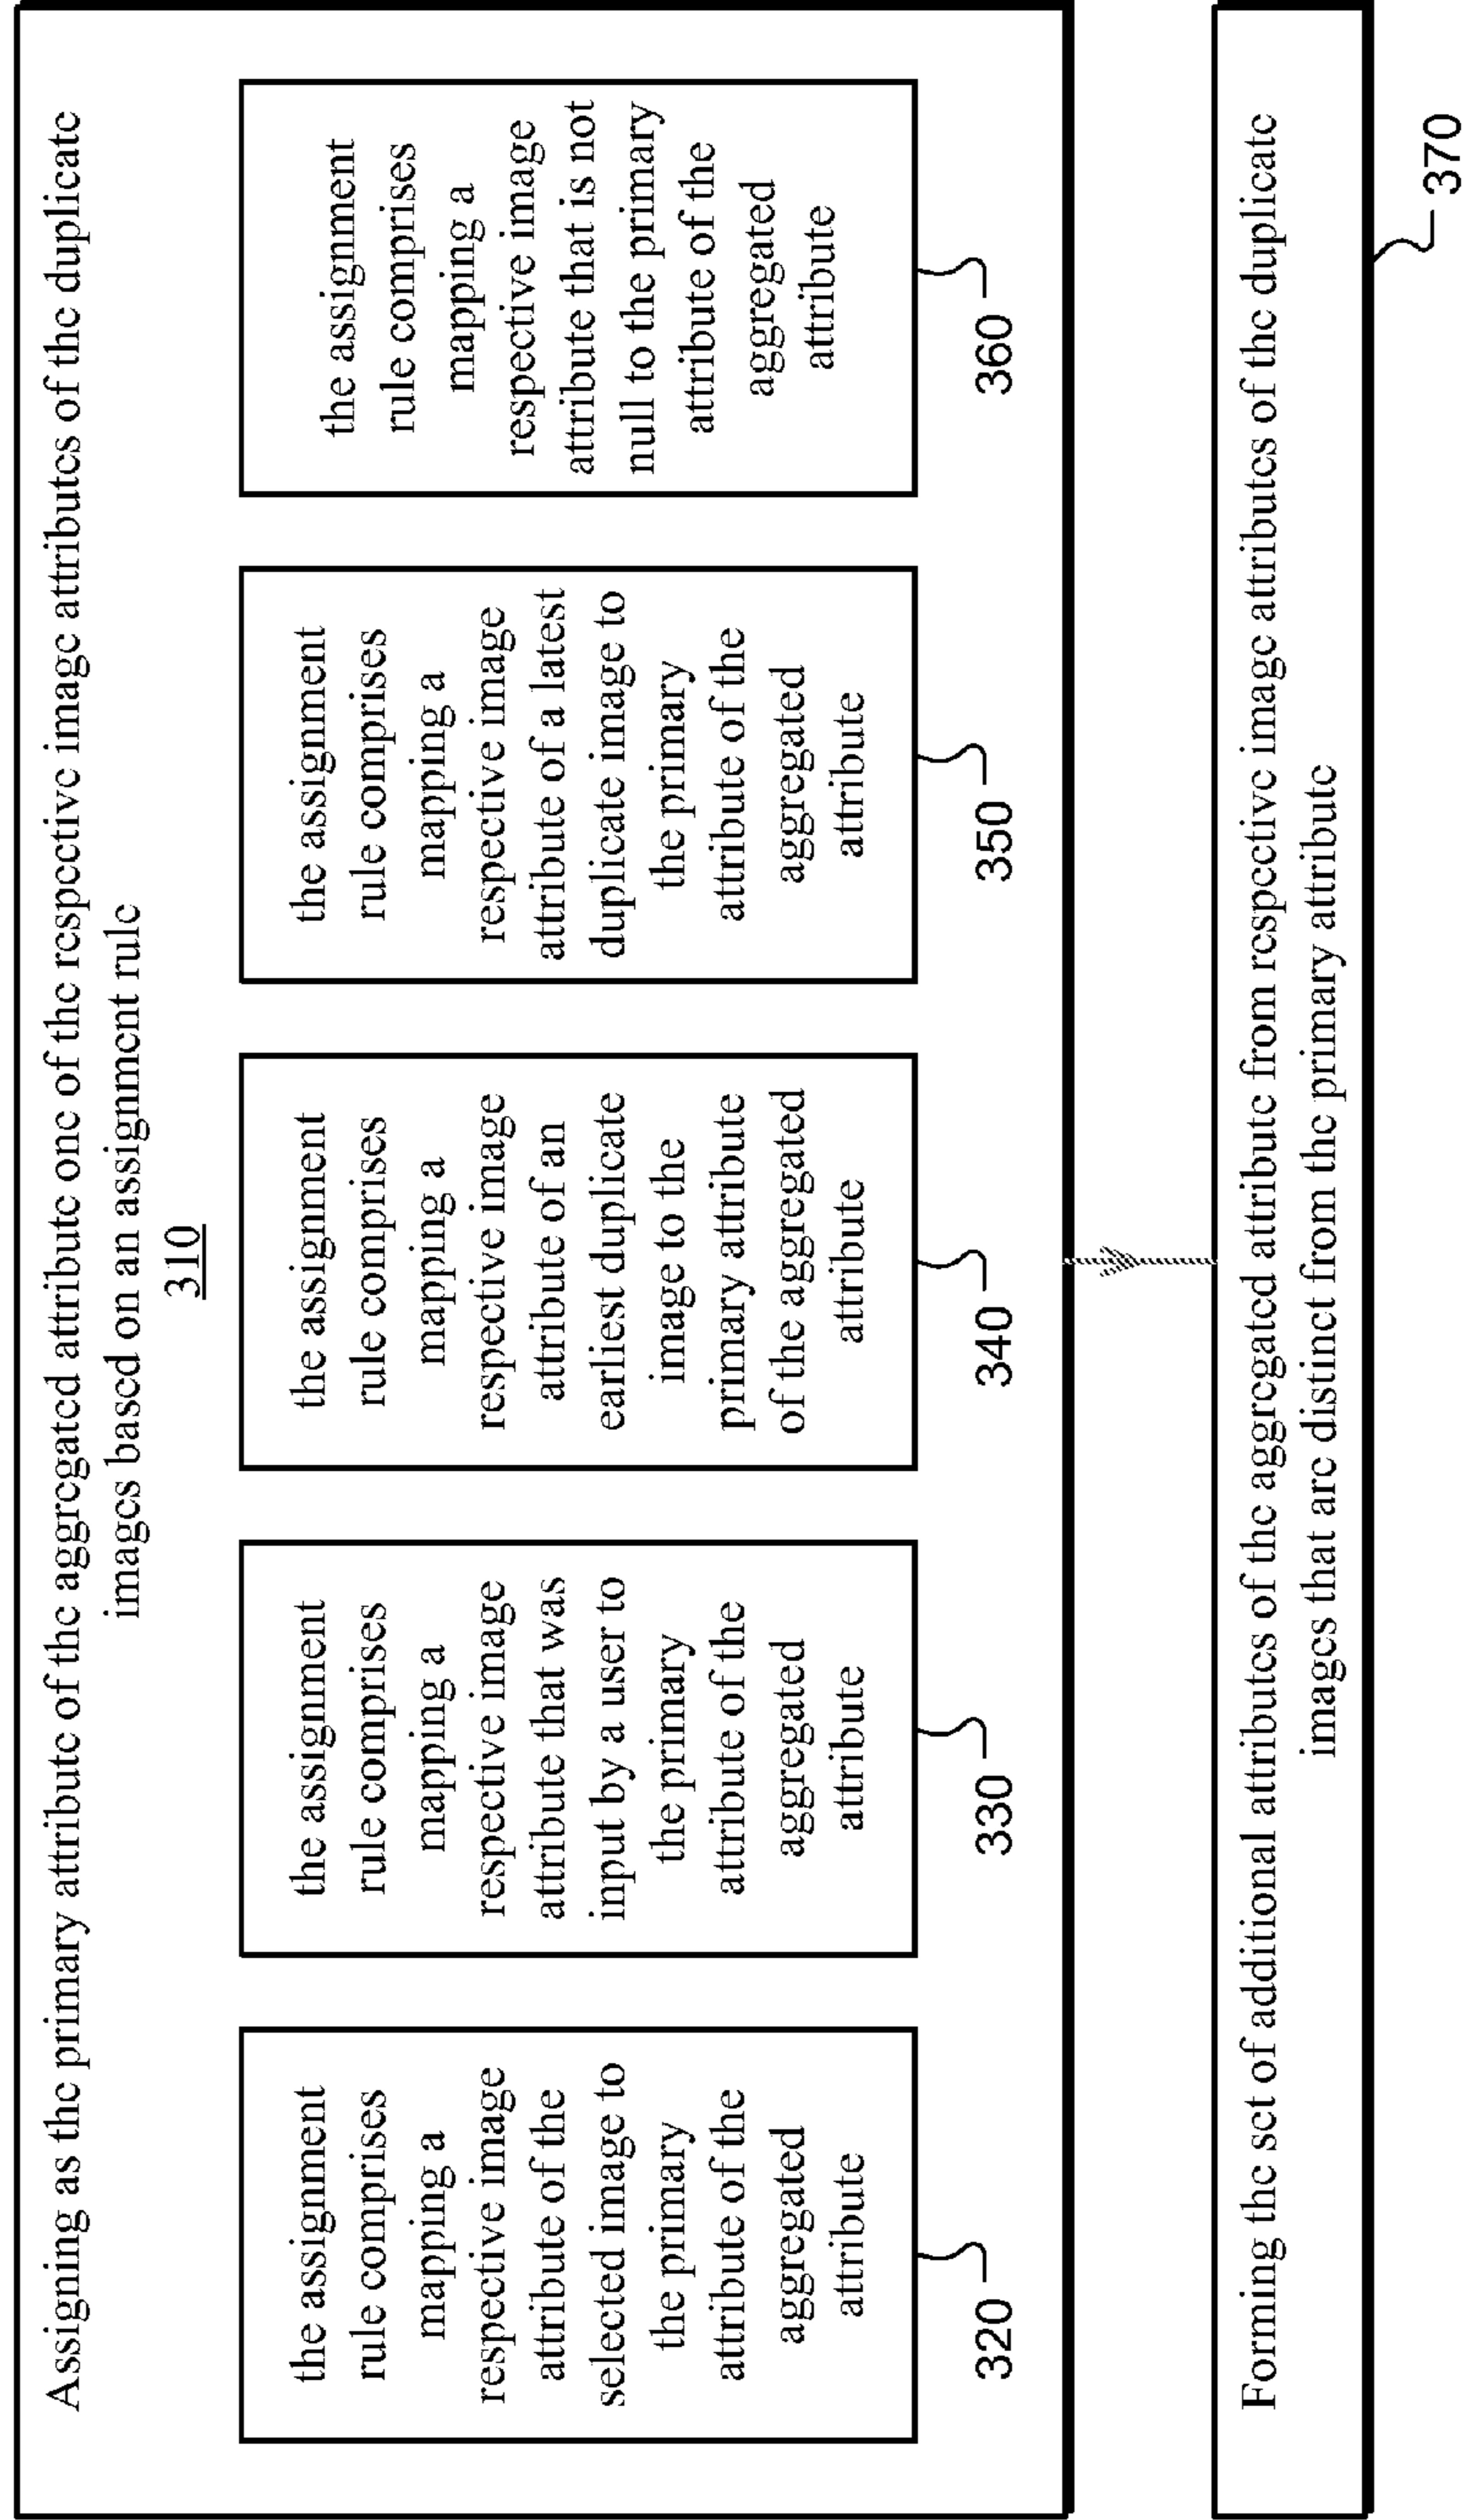 Assigning as the primary attribute of the aggregated attribute one of the respective image attributes of the duplicate
images based on an assignment rule
310
the assignment
rule comprises
mapping a
respective image
attribute of the
selected image to
the primary
attribute of the
aggregated
attribute
320
the assignment
rule comprises
mapping a
respective image
attribute that was
input by a user to
the primary
attribute of the
aggregated
attribute
330
the assignment
rule comprises
mapping a
respective image
attribute of an
earliest duplicate
image to the
primary attribute
of the aggregated
attribute
340
the assignment
rule comprises
mapping a
respective image
attribute of a latest
duplicate image to
the primary
attribute of the
aggregated
attribute
350
the assignment
rule comprises
mapping a
respective image
attribute that is not
null to the primary
attribute of the
aggregated
attribute
360
Forming the set of additional attributes of the aggregated attribute from respective image attributes of the duplicate
images that are distinct from the primary attribute
370